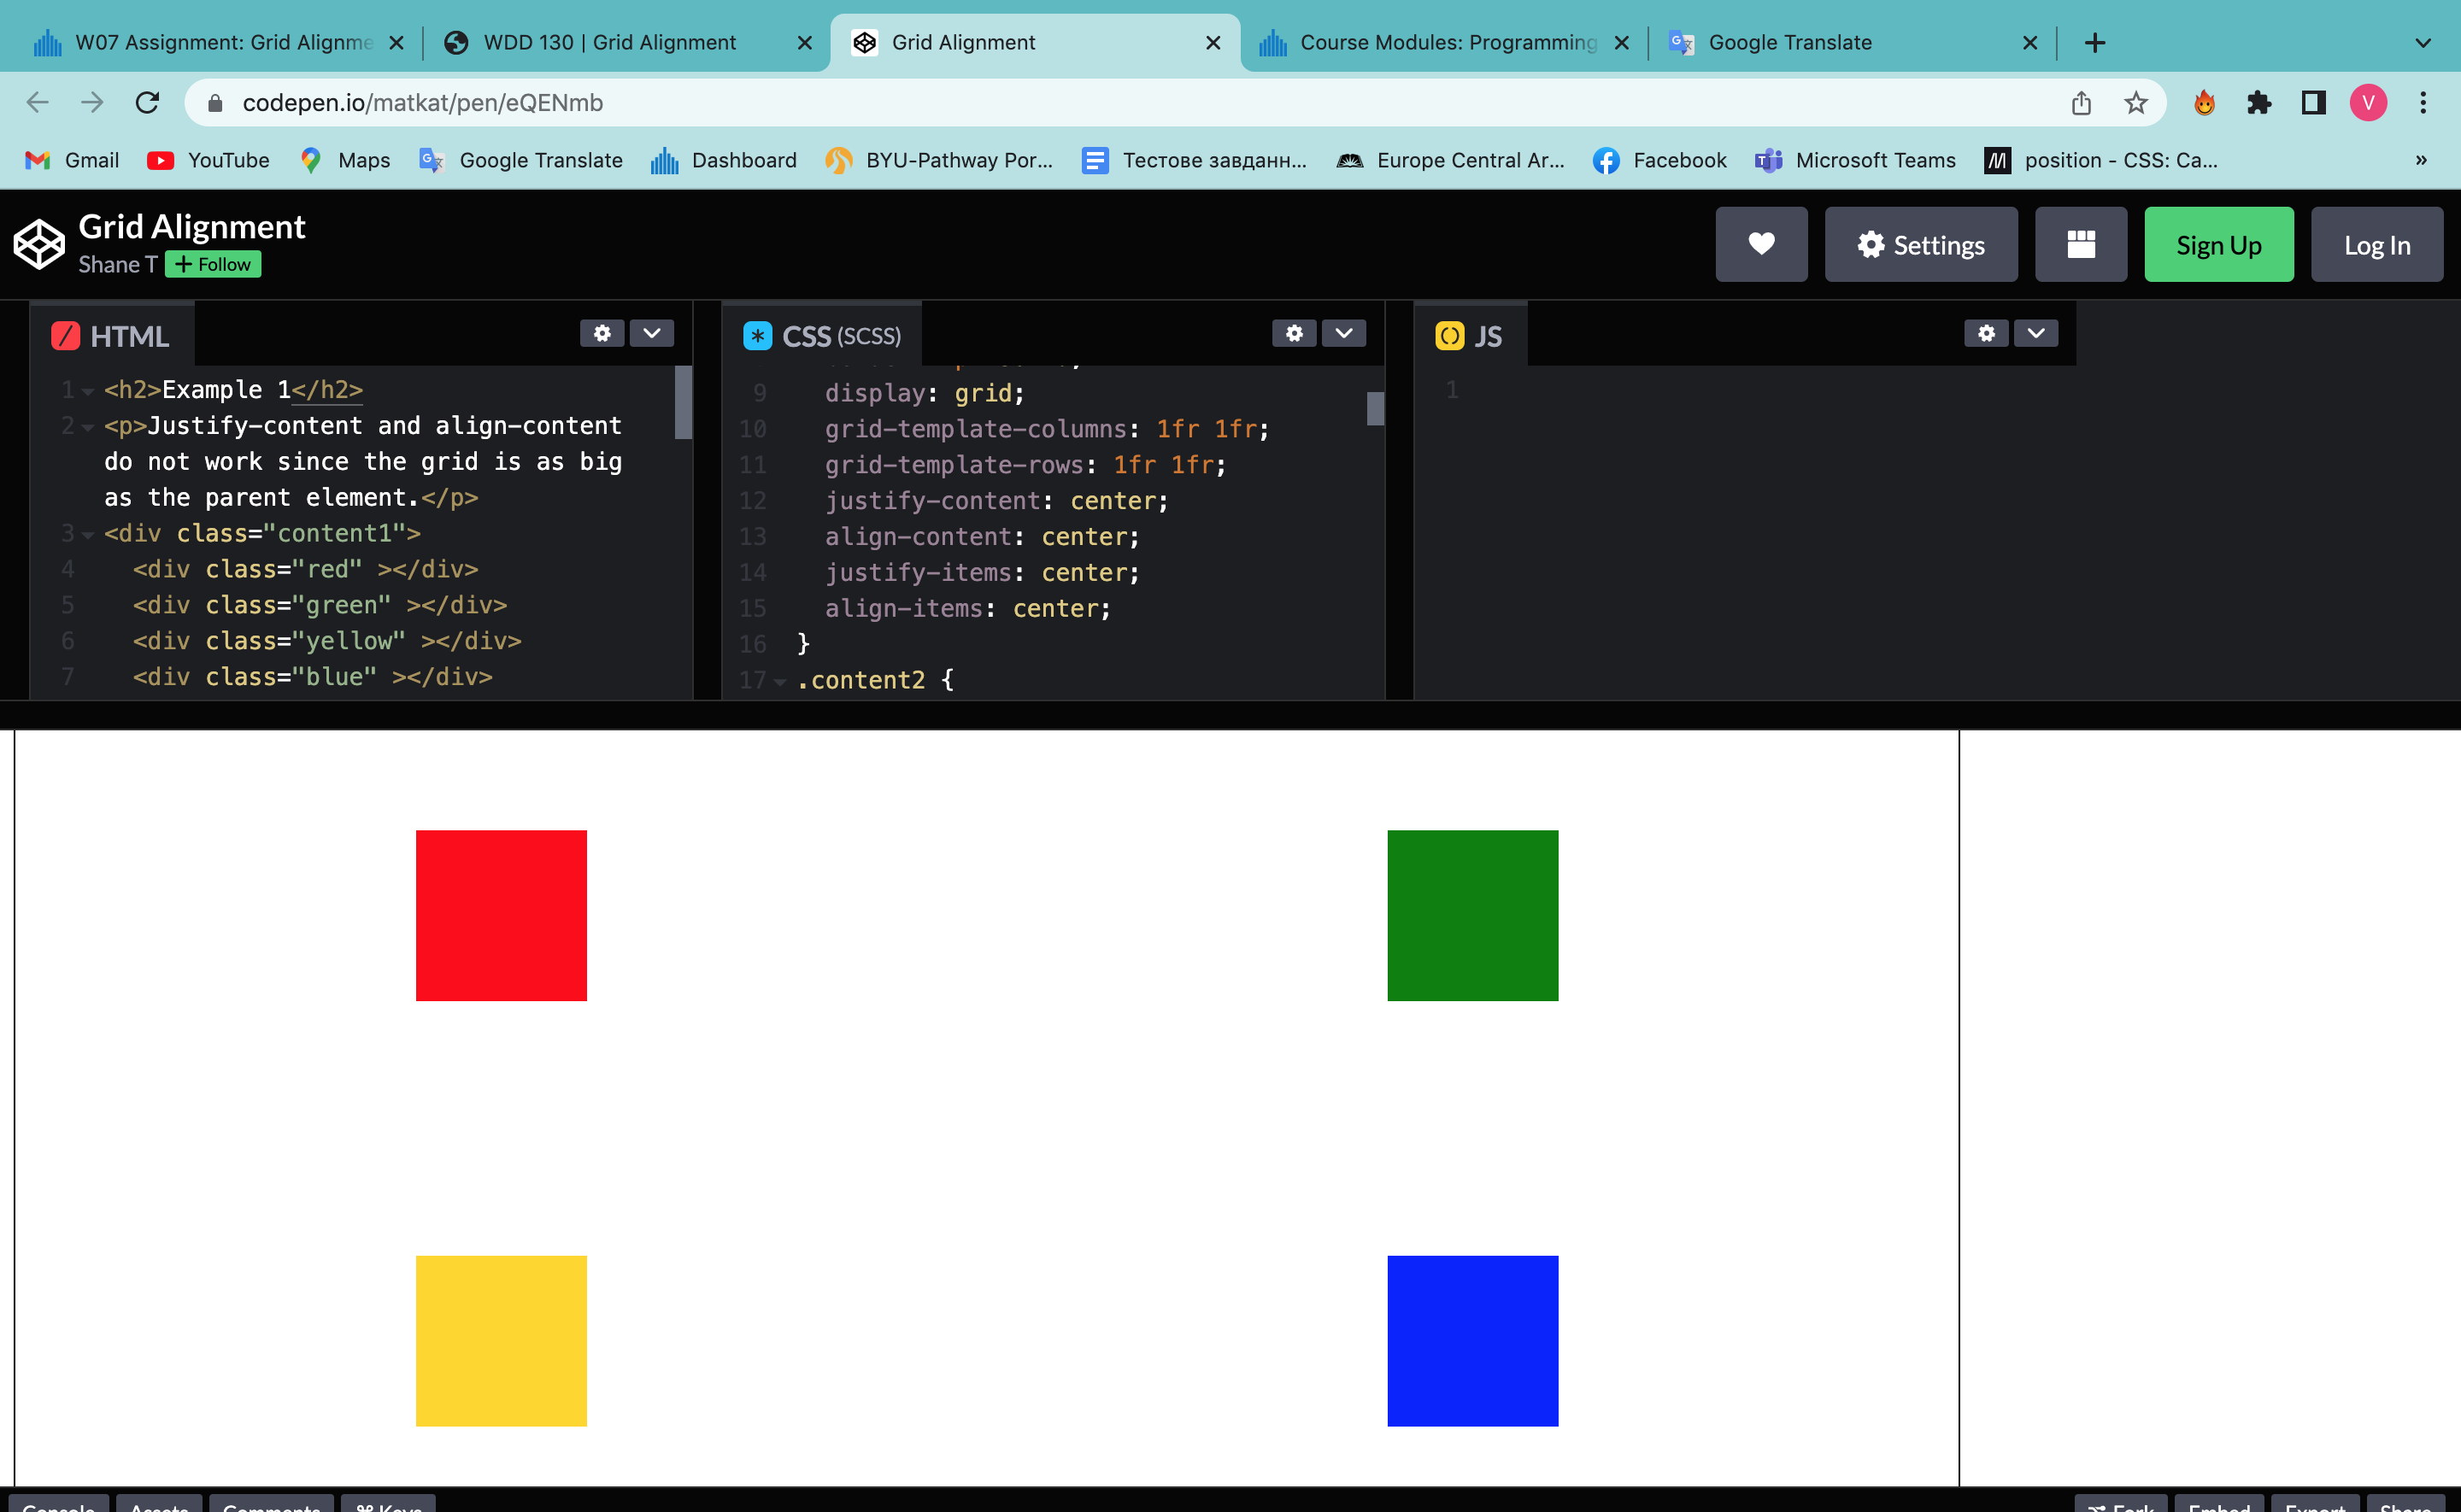 W07 Assignment: Grid Alignme
WDD 130 | Grid Alignment
Grid Alignment
Course Modules: Programming
Google Translate
codepen.io/matkat/pen/eQENmb
V
Gmail
YouTube
Maps
Google Translate
Dashboard
BYU-Pathway Por...
Тестове завданн...
Europe Central Ar...
Facebook
Microsoft Teams
position - CSS: Ca...
»
Grid Alignment
Shane T
+ Follow
Settings
Sign Up
Log In
HTML
1 <h2>Example 1</h2>
2 <p>Justify-content and align-content
do not work since the grid is as big
as the parent element.</p>
3 <div class="content1">
4 <div class="red" ></div>
5 <div class="green" ></div>
6 <div class="yellow" ></div>
7 <div class="blue" ></div>
CSS (SCSS)
9 display: grid;
10 grid-template-columns: 1fr 1fr;
11 grid-template-rows: 1fr 1fr;
12 justify-content: center;
13 align-content: center;
14 justify-items: center;
15 align-items: center;
16 }
17 .content2 {
JS
1
Console
Assets
Comments
⌘ Keys
Fork
Embed
Export
Share